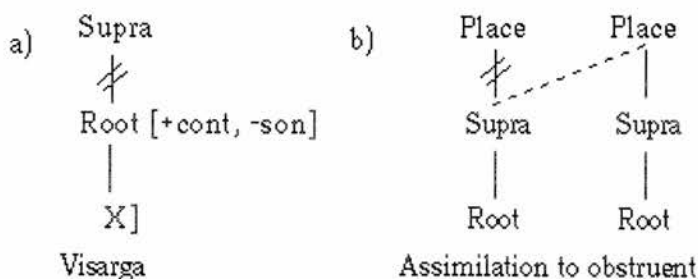 a) Supra
Root [+cont, -son]
X]
Visarga
b) Place Place
Supra Supra
Root Root
Assimilation to obstruent